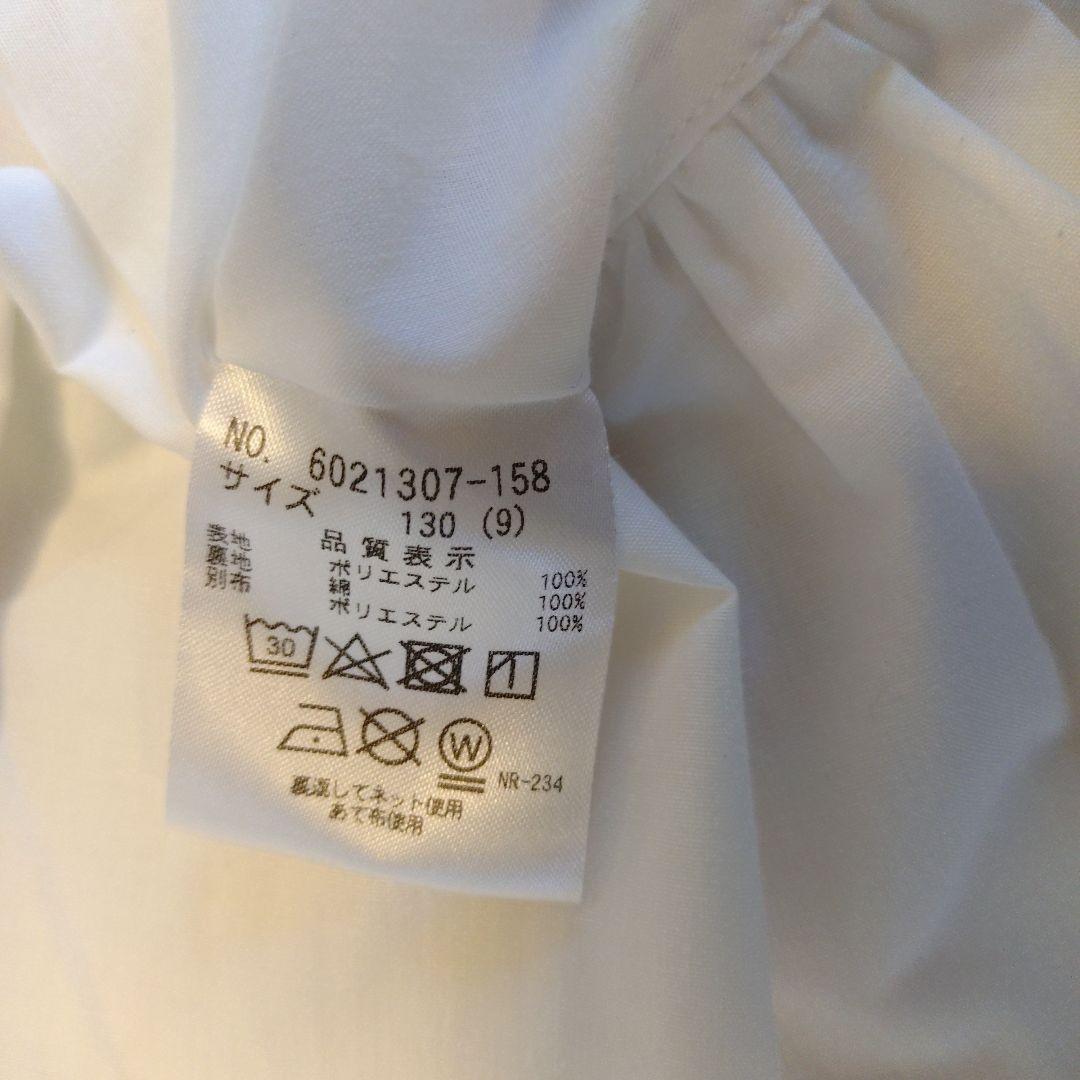 NO. 6021307-158
サイズ 130 (9)
品質表示
表地 ポリエステル 100%
裏地 綿 100%
別布 ポリエステル 100%
30
W
NR-234
裏返してネット使用
あて布使用